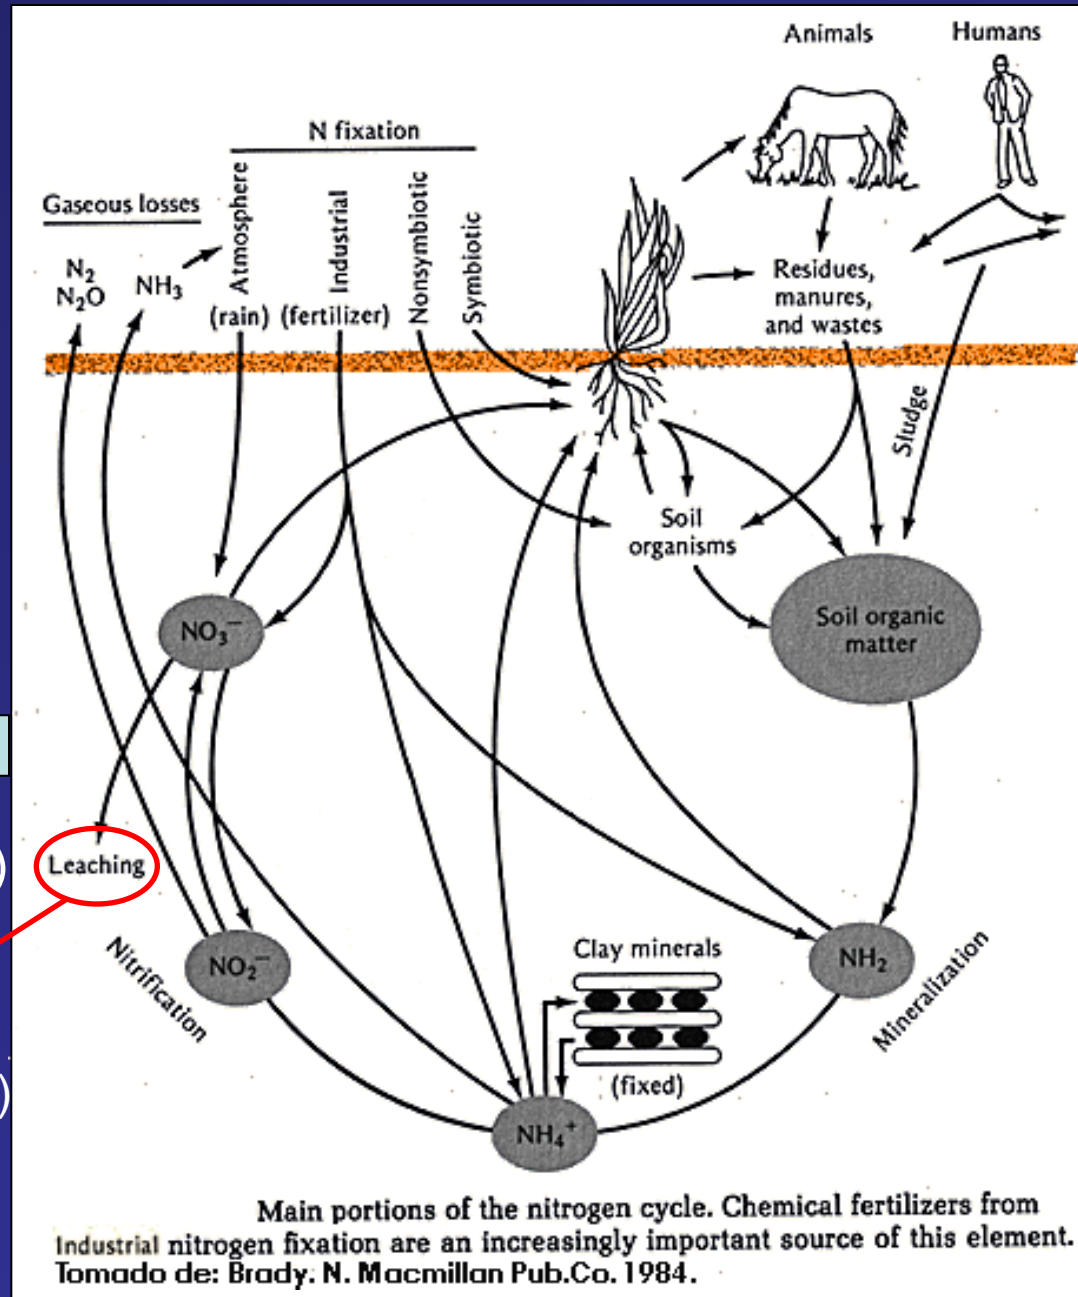 Animals
Humans
N fixation
Gaseous losses
Atmosphere
Industrial
Nonsymbiotic
Symbiotic
N₂
N₂O
NH₃
(rain)
(fertilizer)
Residues,
manures,
and wastes
Sludge
Soil
organisms
NO₃⁻
Soil organic
matter
Leaching
Nitrification
NO₂⁻
Clay minerals
(fixed)
NH₂
Mineralization
NH₄⁺
)
)
Main portions of the nitrogen cycle. Chemical fertilizers from
Industrial nitrogen fixation are an increasingly important source of this element.
Tomado de: Brady. N. Macmillan Pub.Co. 1984.